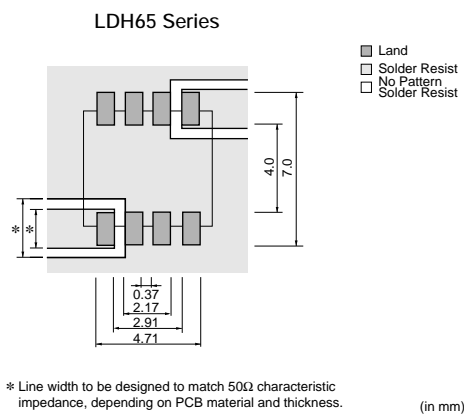 LDH65 Series
Land
Solder Resist
No Pattern
Solder Resist
4.0
7.0
*
*
0.37
2.17
2.91
4.71
* Line width to be designed to match 50Ω characteristic
impedance, depending on PCB material and thickness.
(in mm)